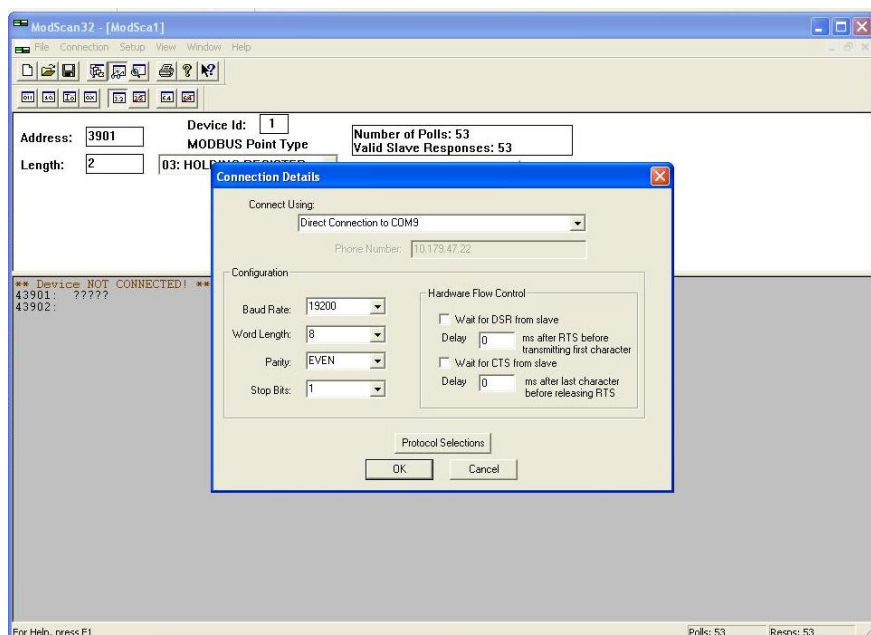 ModScan32 - [ModSca1]
File Connection Setup View Window Help
Address: 3901
Device Id: 1
MODBUS Point Type
Number of Polls: 53
Valid Slave Responses: 53
Length: 2
03: HOLDING REGISTER
Connection Details
Connect Using:
Direct Connection to COM9
Phone Number: 10.179.47.22
Configuration
Baud Rate: 19200
Word Length: 8
Parity: EVEN
Stop Bits: 1
Hardware Flow Control
Wait for DSR from slave
Delay 0 ms after RTS before
transmitting first character
Wait for CTS from slave
Delay 0 ms after last character
before releasing RTS
Protocol Selections
OK Cancel
** Device NOT CONNECTED! **
43901: ?????
43902:
For Help, press F1
Polls: 53 Resps: 53